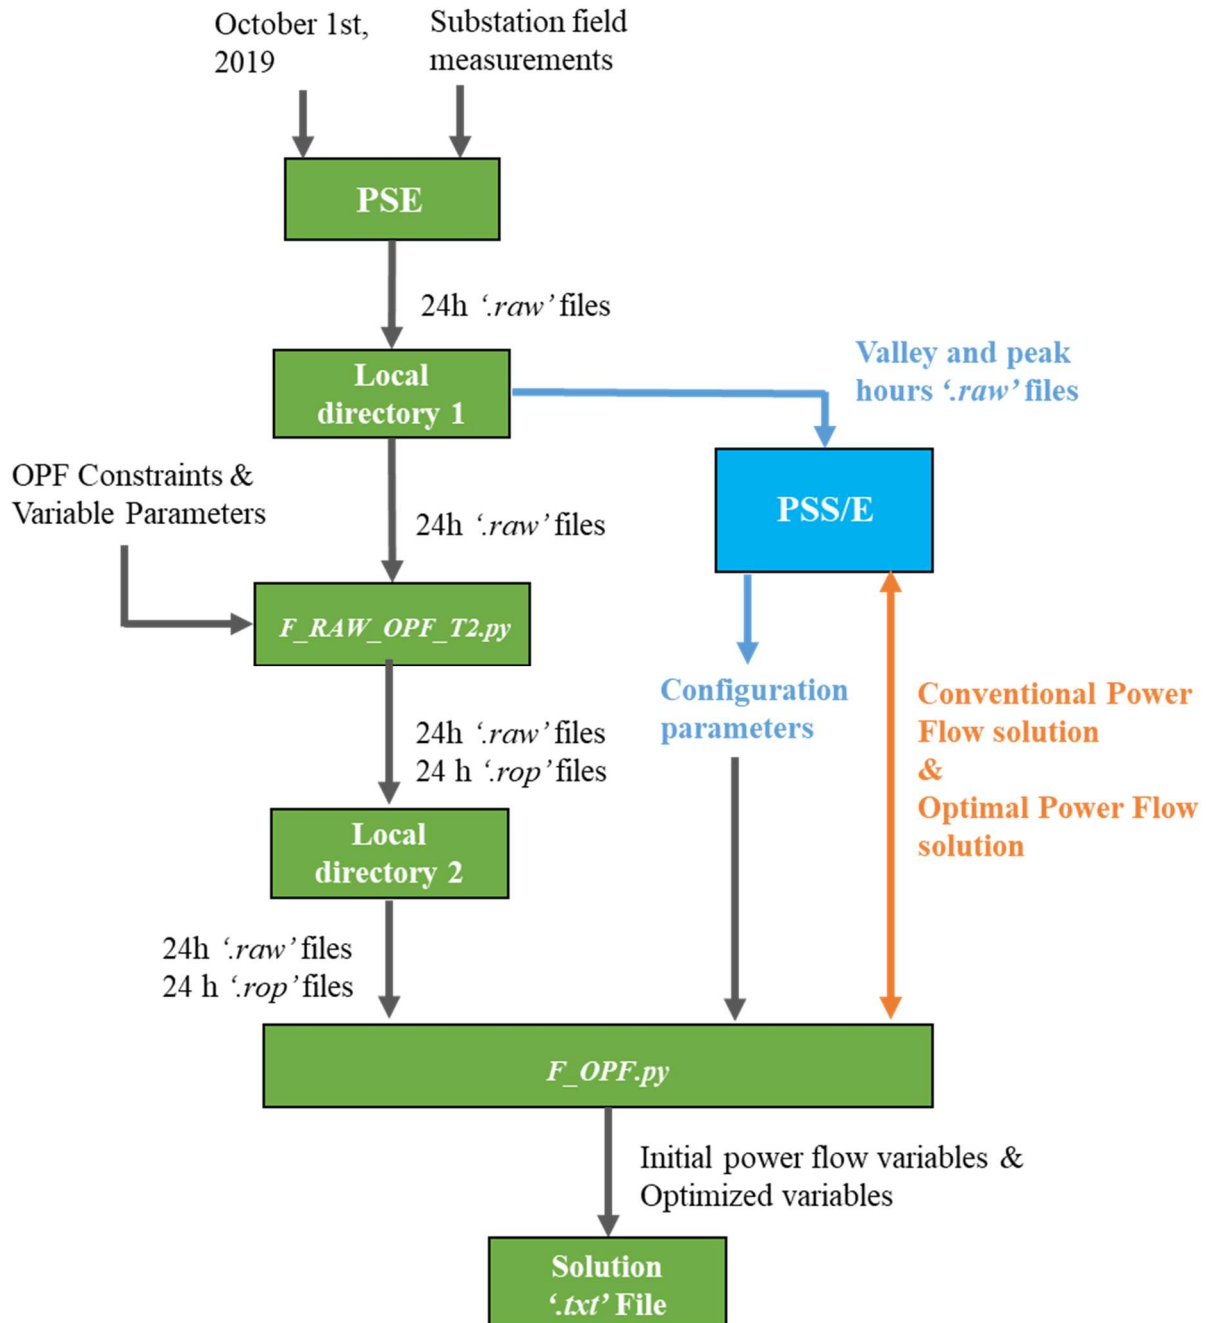 October 1st,
2019
Substation field
measurements
PSE
24h ‘.raw’ files
Local
directory 1
Valley and peak
hours ‘.raw’ files
OPF Constraints &
Variable Parameters
24h ‘.raw’ files
PSS/E
F_RAW_OPF_T2.py
Configuration
parameters
Conventional Power
Flow solution
&
Optimal Power Flow
solution
24h ‘.raw’ files
24 h ‘.rop’ files
Local
directory 2
24h ‘.raw’ files
24 h ‘.rop’ files
F_OPF.py
Initial power flow variables &
Optimized variables
Solution
‘.txt’ File